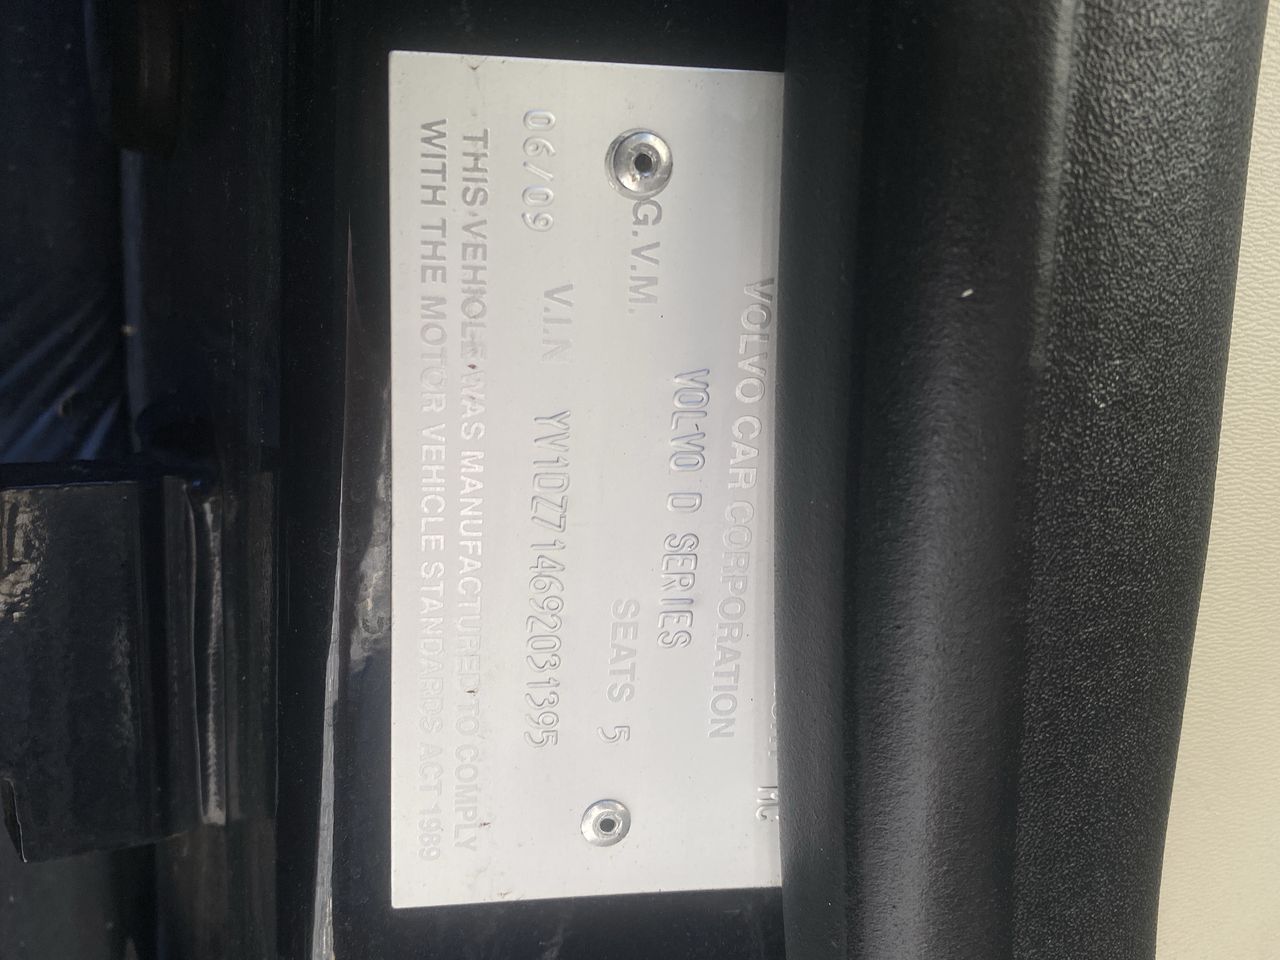 VOLVO CAR CORPORATION
VOLVO D SERIES
G.V.M. SEATS 5
06/09 V.I.N YV1DZ714692031395
THIS VEHICLE WAS MANUFACTURED TO COMPLY
WITH THE MOTOR VEHICLE STANDARDS ACT 1989